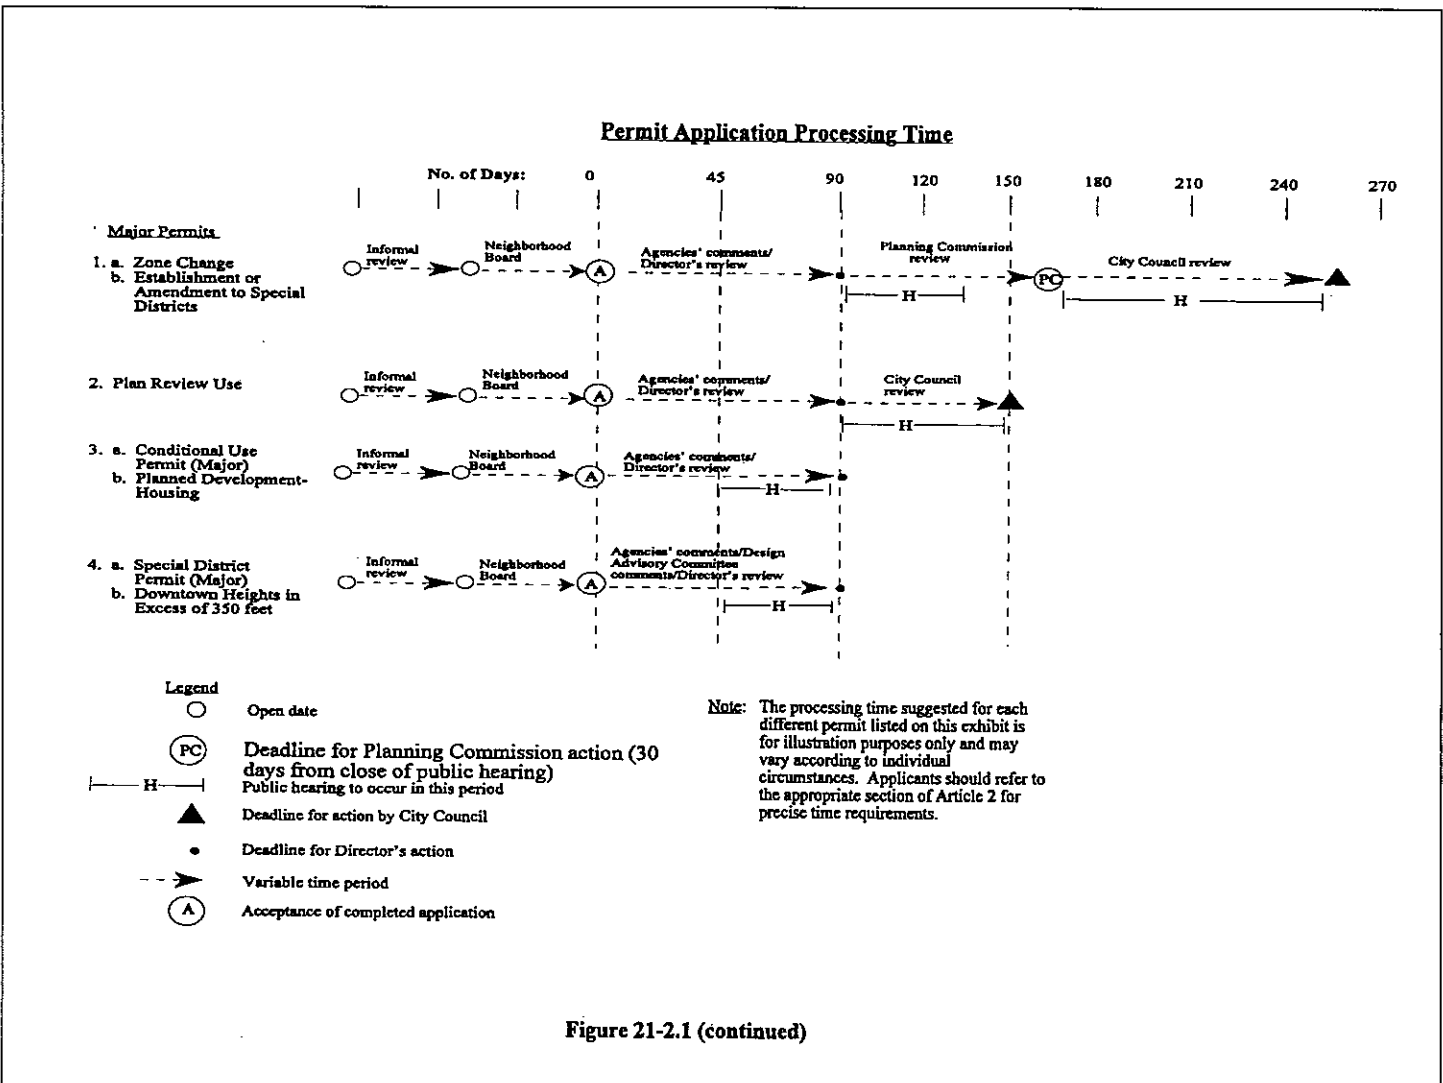 Permit Application Processing Time
No. of Days: 0 45 90 120 150 180 210 240 270
Major Permits
1. a. Zone Change
b. Establishment or
Amendment to Special
Districts
Informal
review
Neighborhood
Board
A
Agencies' comments/
Director's review
H
Planning Commission
review
PC
City Council review
H
2. Plan Review Use
Informal
review
Neighborhood
Board
A
Agencies' comments/
Director's review
City Council
review
H
3. a. Conditional Use
Permit (Major)
b. Planned Development-
Housing
Informal
review
Neighborhood
Board
A
Agencies' comments/
Director's review
H
4. a. Special District
Permit (Major)
b. Downtown Heights in
Excess of 350 feet
Informal
review
Neighborhood
Board
A
Agencies' comments/Design
Advisory Committee
comments/Director's review
H
Legend
Open date
PC
Deadline for Planning Commission action (30
days from close of public hearing)
H
Public hearing to occur in this period
Deadline for action by City Council
Deadline for Director's action
Variable time period
A
Acceptance of completed application
Note: The processing time suggested for each
different permit listed on this exhibit is
for illustration purposes only and may
vary according to individual
circumstances. Applicants should refer to
the appropriate section of Article 2 for
precise time requirements.
Figure 21-2.1 (continued)